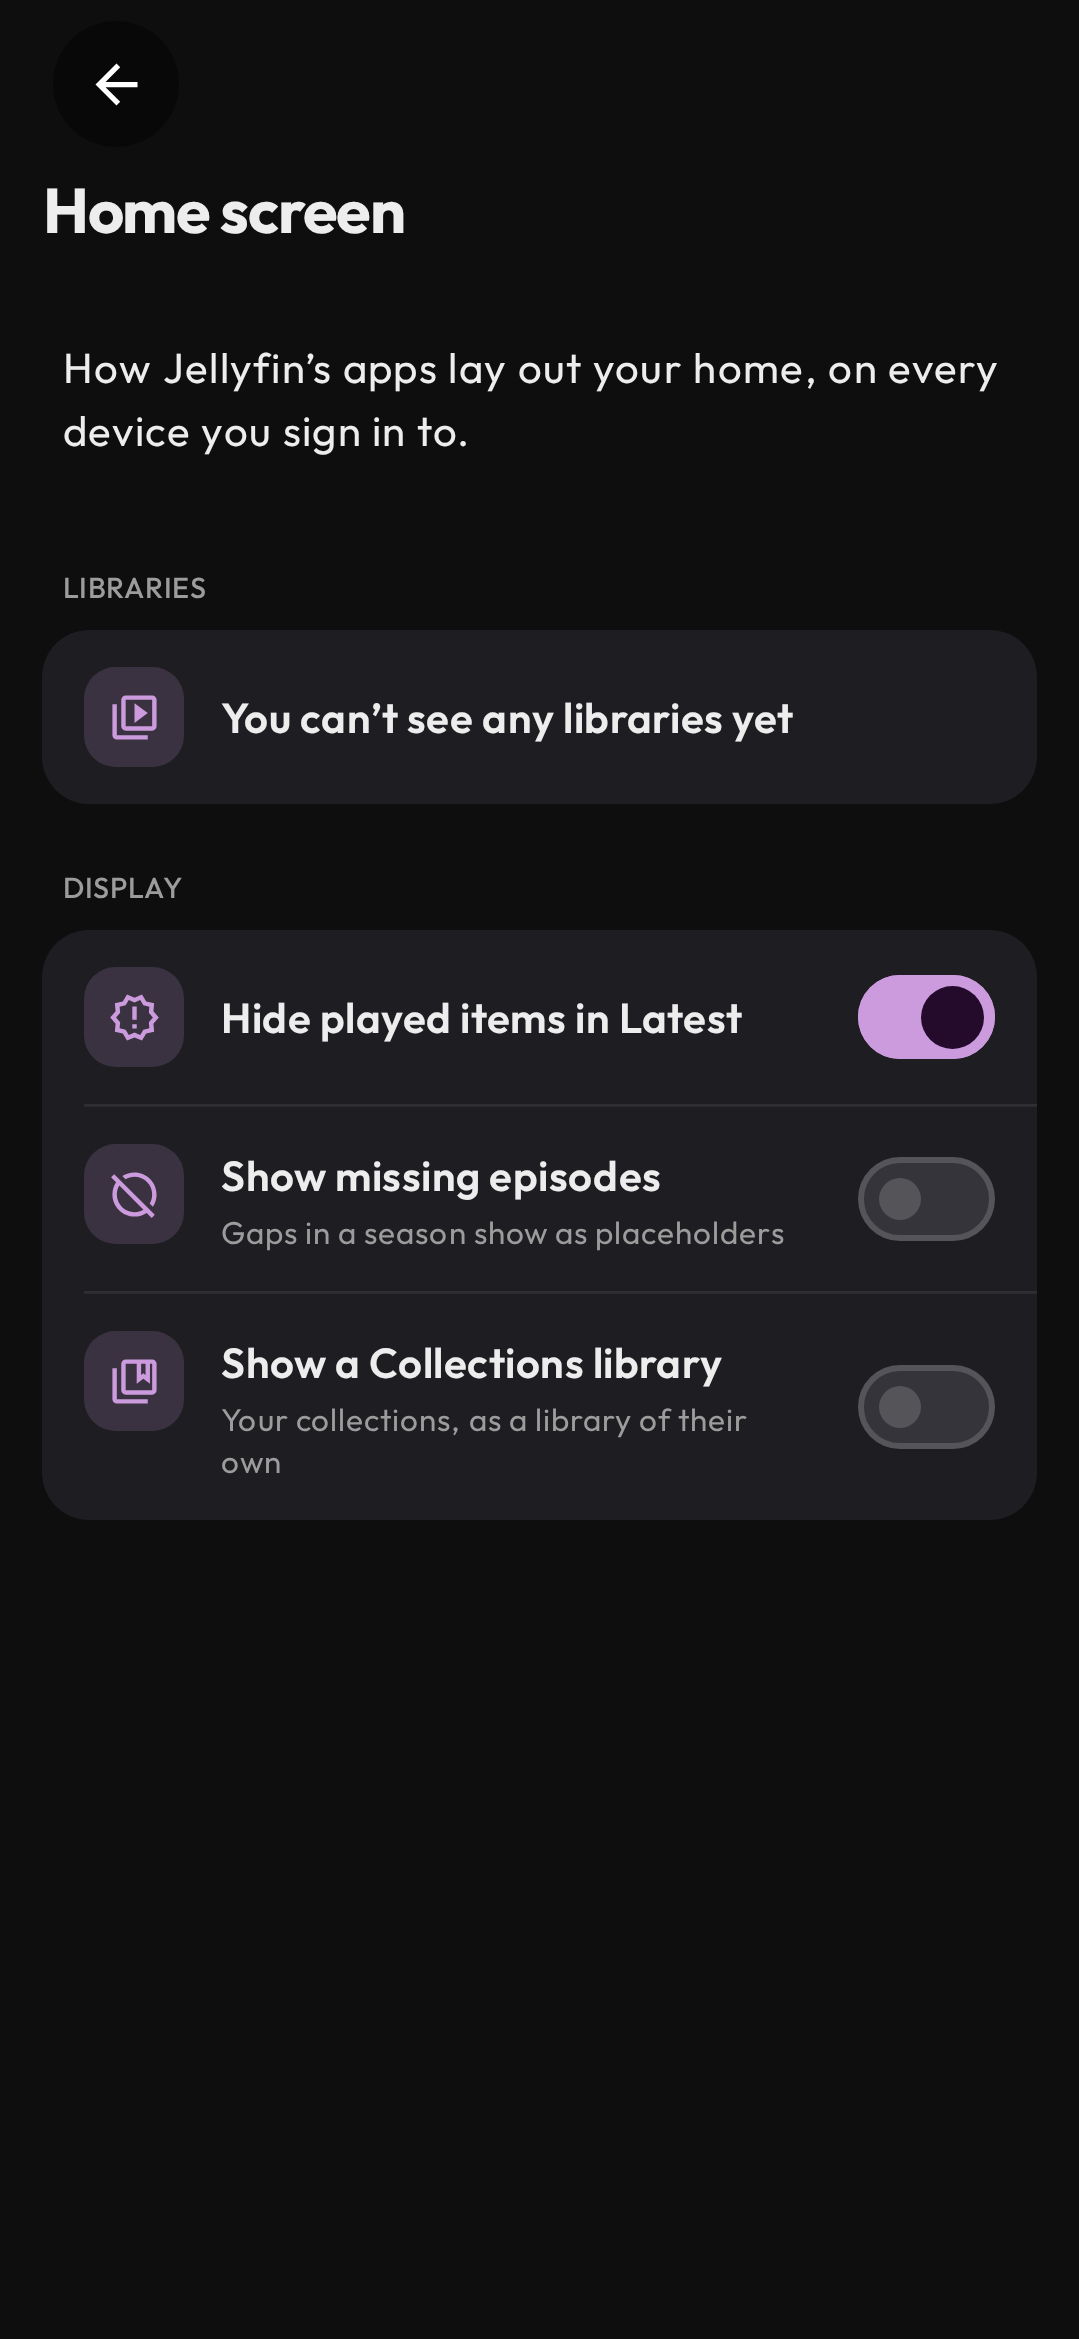 Home screen
How Jellyfin’s apps lay out your home, on every
device you sign in to.
LIBRARIES
You can’t see any libraries yet
DISPLAY
Hide played items in Latest
Show missing episodes
Gaps in a season show as placeholders
Show a Collections library
Your collections, as a library of their
own